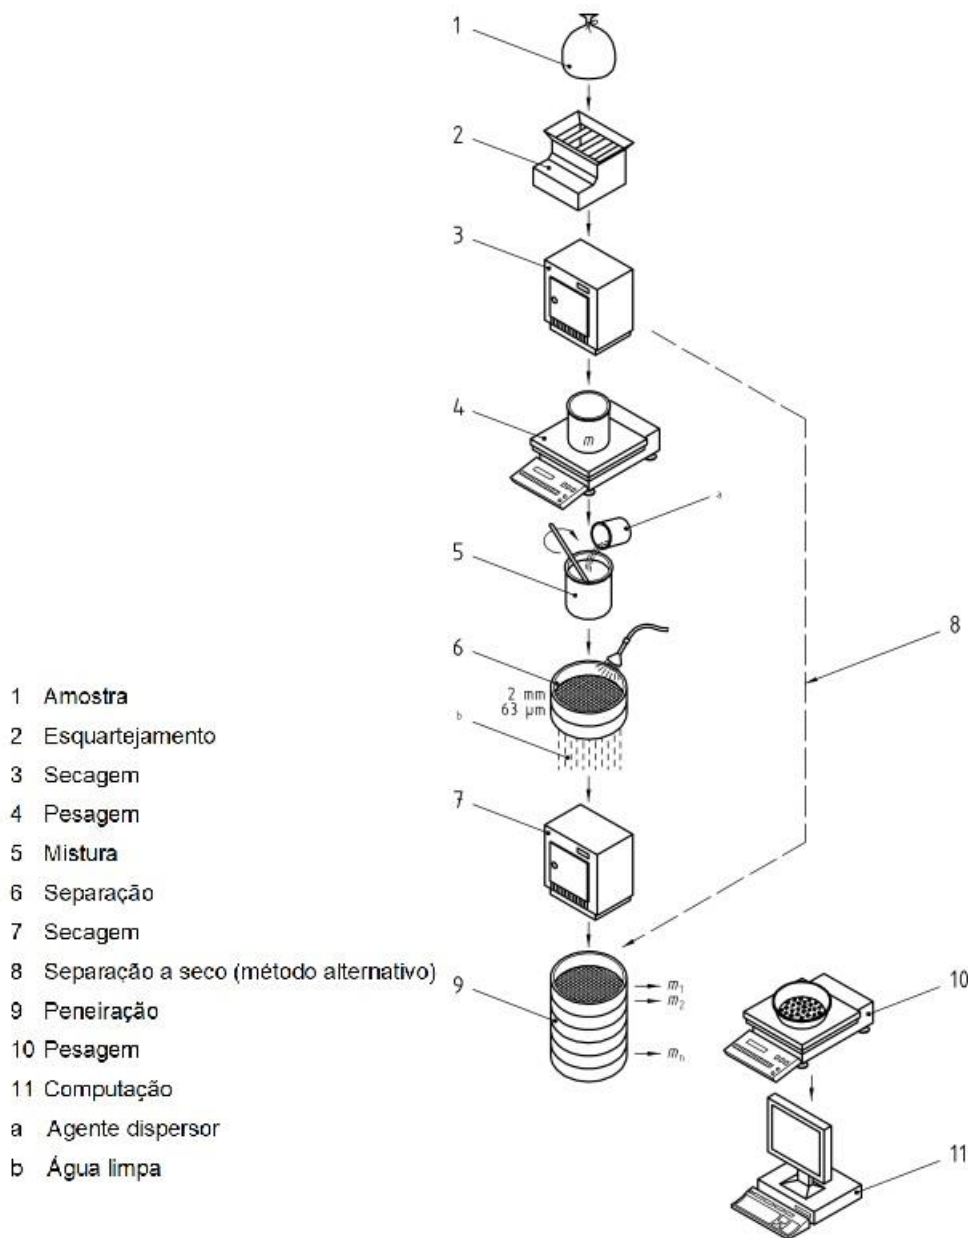 1 Amostra
2 Esquartejamento
3 Secagem
4 Pesagem
5 Mistura
6 Separação
7 Secagem
8 Separação a seco (método alternativo)
9 Peneiração
10 Pesagem
11 Computação
a Agente dispersor
b Água limpa
1
2
3
4
m
a
5
8
6
2 mm
63 µm
b
7
9
m₁
m₂
mₙ
10
11